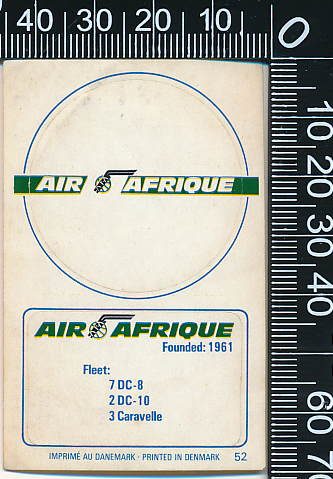 40 30 20 10 0
AIR AFRIQUE
AIR AFRIQUE
Founded: 1961
Fleet:
7 DC-8
2 DC-10
3 Caravelle
IMPRIMÉ AU DANEMARK · PRINTED IN DENMARK 52
10
20
30
40
60
70